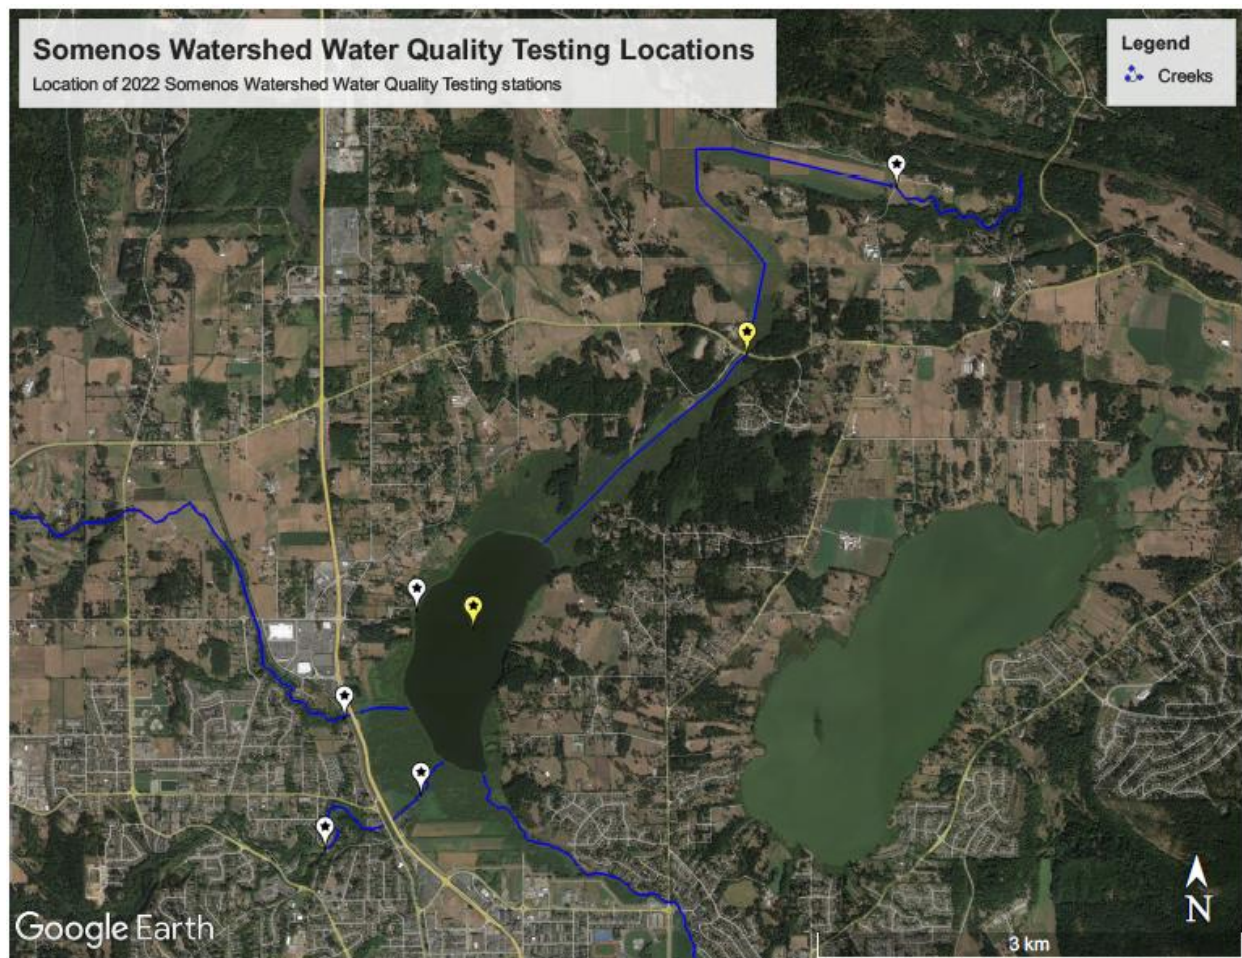 Somenos Watershed Water Quality Testing Locations
Location of 2022 Somenos Watershed Water Quality Testing stations
Legend
Creeks
Google Earth
N
3 km